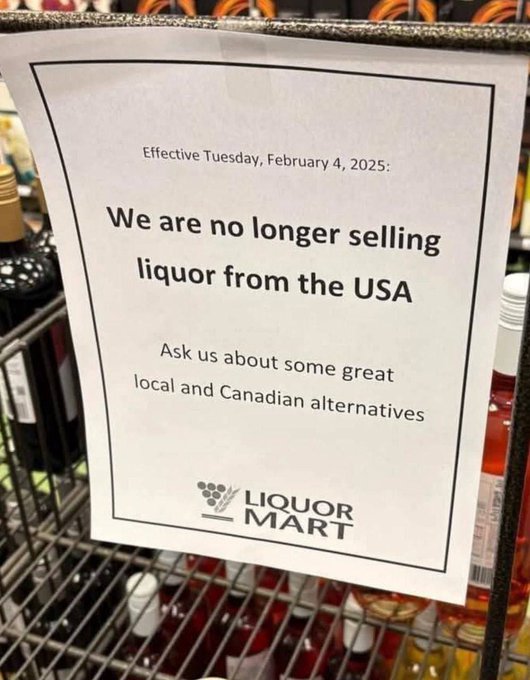 Effective Tuesday, February 4, 2025:
We are no longer selling
liquor from the USA
Ask us about some great
local and Canadian alternatives
LIQUOR
MART